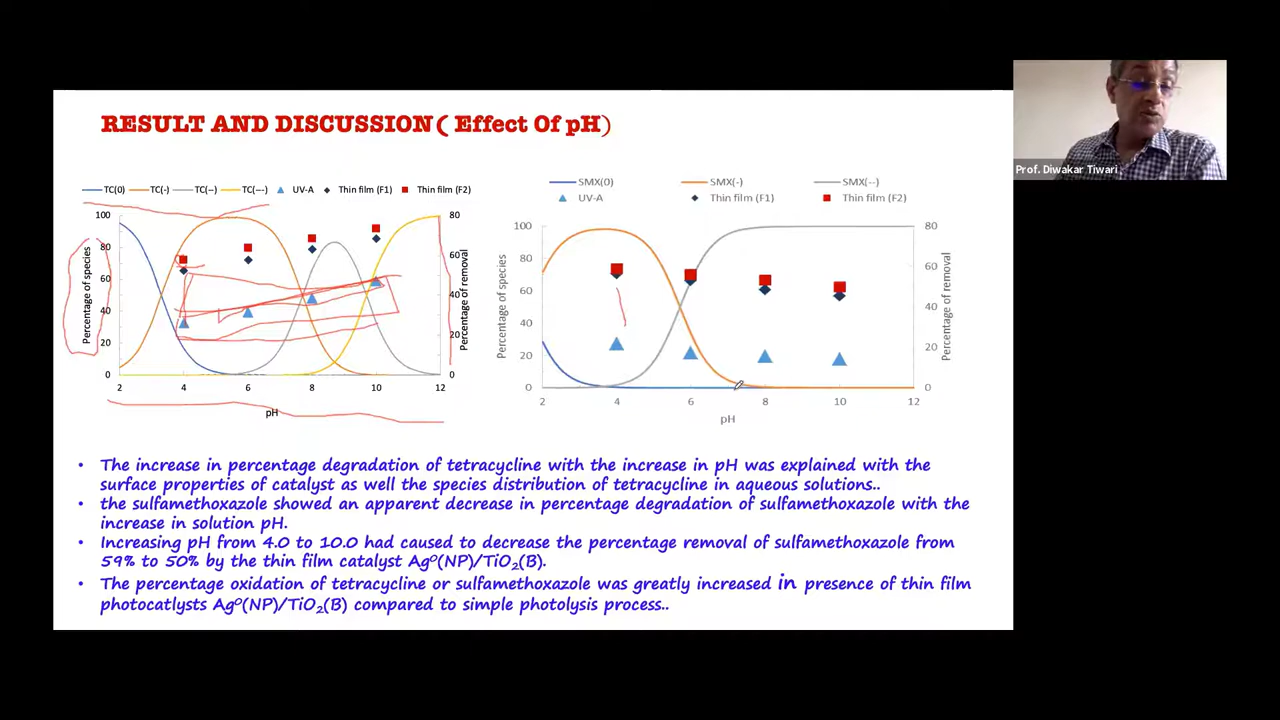 RESULT AND DISCUSSION ( Effect Of pH)
Prof. Diwakar Tiwari
TC(0) TC(-) TC(--) TC(---) UV-A Thin film (F1) Thin film (F2)
100 80 60 40 20 0
Percentage of species
80 60 40 20 0
Percentage of removal
2 4 6 8 10 12
pH
SMX(0) SMX(-) SMX(--)
UV-A Thin film (F1) Thin film (F2)
100 80 60 40 20 0
Percentage of species
80 60 40 20 0
Percentage of removal
2 4 6 8 10 12
pH
• The increase in percentage degradation of tetracycline with the increase in pH was explained with the
surface properties of catalyst as well the species distribution of tetracycline in aqueous solutions..
• the sulfamethoxazole showed an apparent decrease in percentage degradation of sulfamethoxazole with the
increase in solution pH.
• Increasing pH from 4.0 to 10.0 had caused to decrease the percentage removal of sulfamethoxazole from
59% to 50% by the thin film catalyst Ag⁰(NP)/TiO₂(B).
• The percentage oxidation of tetracycline or sulfamethoxazole was greatly increased in presence of thin film
photocatlysts Ag⁰(NP)/TiO₂(B) compared to simple photolysis process..